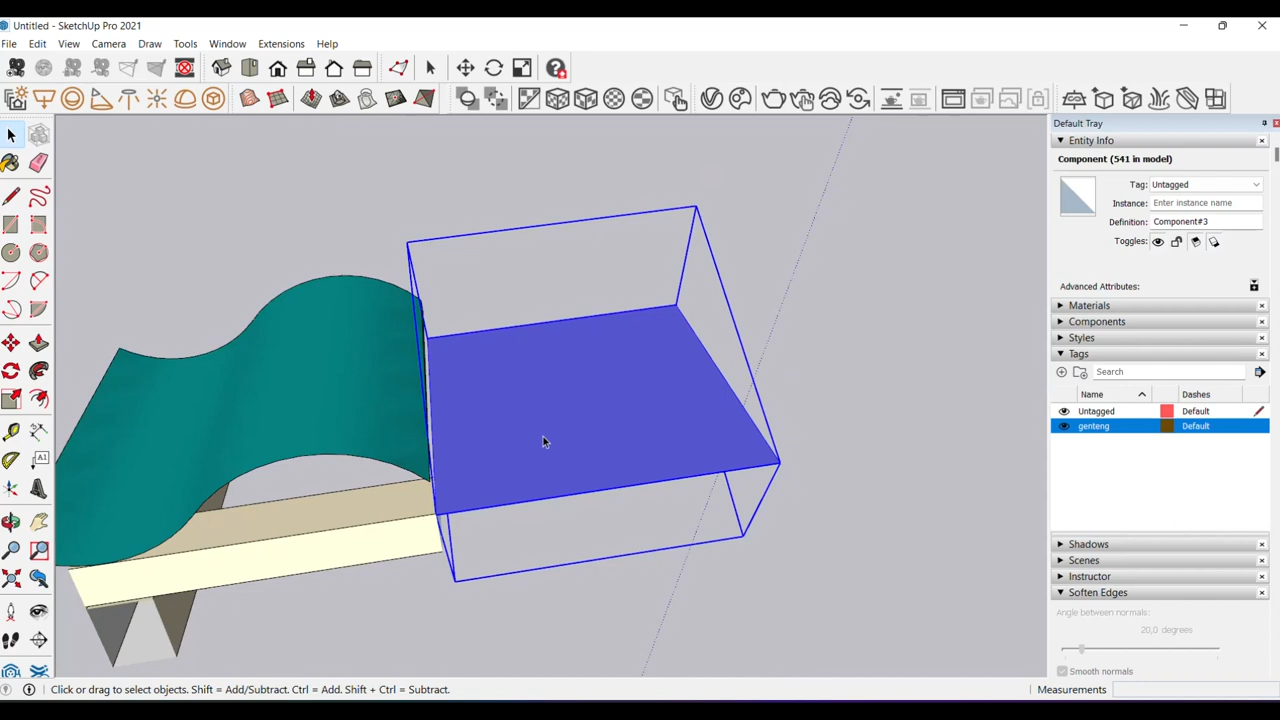 Untitled - SketchUp Pro 2021
File Edit View Camera Draw Tools Window Extensions Help
Default Tray
Entity Info
Component (541 in model)
Tag: Untagged
Instance: Enter instance name
Definition: Component#3
Toggles:
Advanced Attributes:
Materials
Components
Styles
Tags
Search
Name Dashes
Untagged Default
genteng Default
Shadows
Scenes
Instructor
Soften Edges
Angle between normals:
20,0 degrees
Smooth normals
A1
Click or drag to select objects. Shift = Add/Subtract. Ctrl = Add. Shift + Ctrl = Subtract.
Measurements